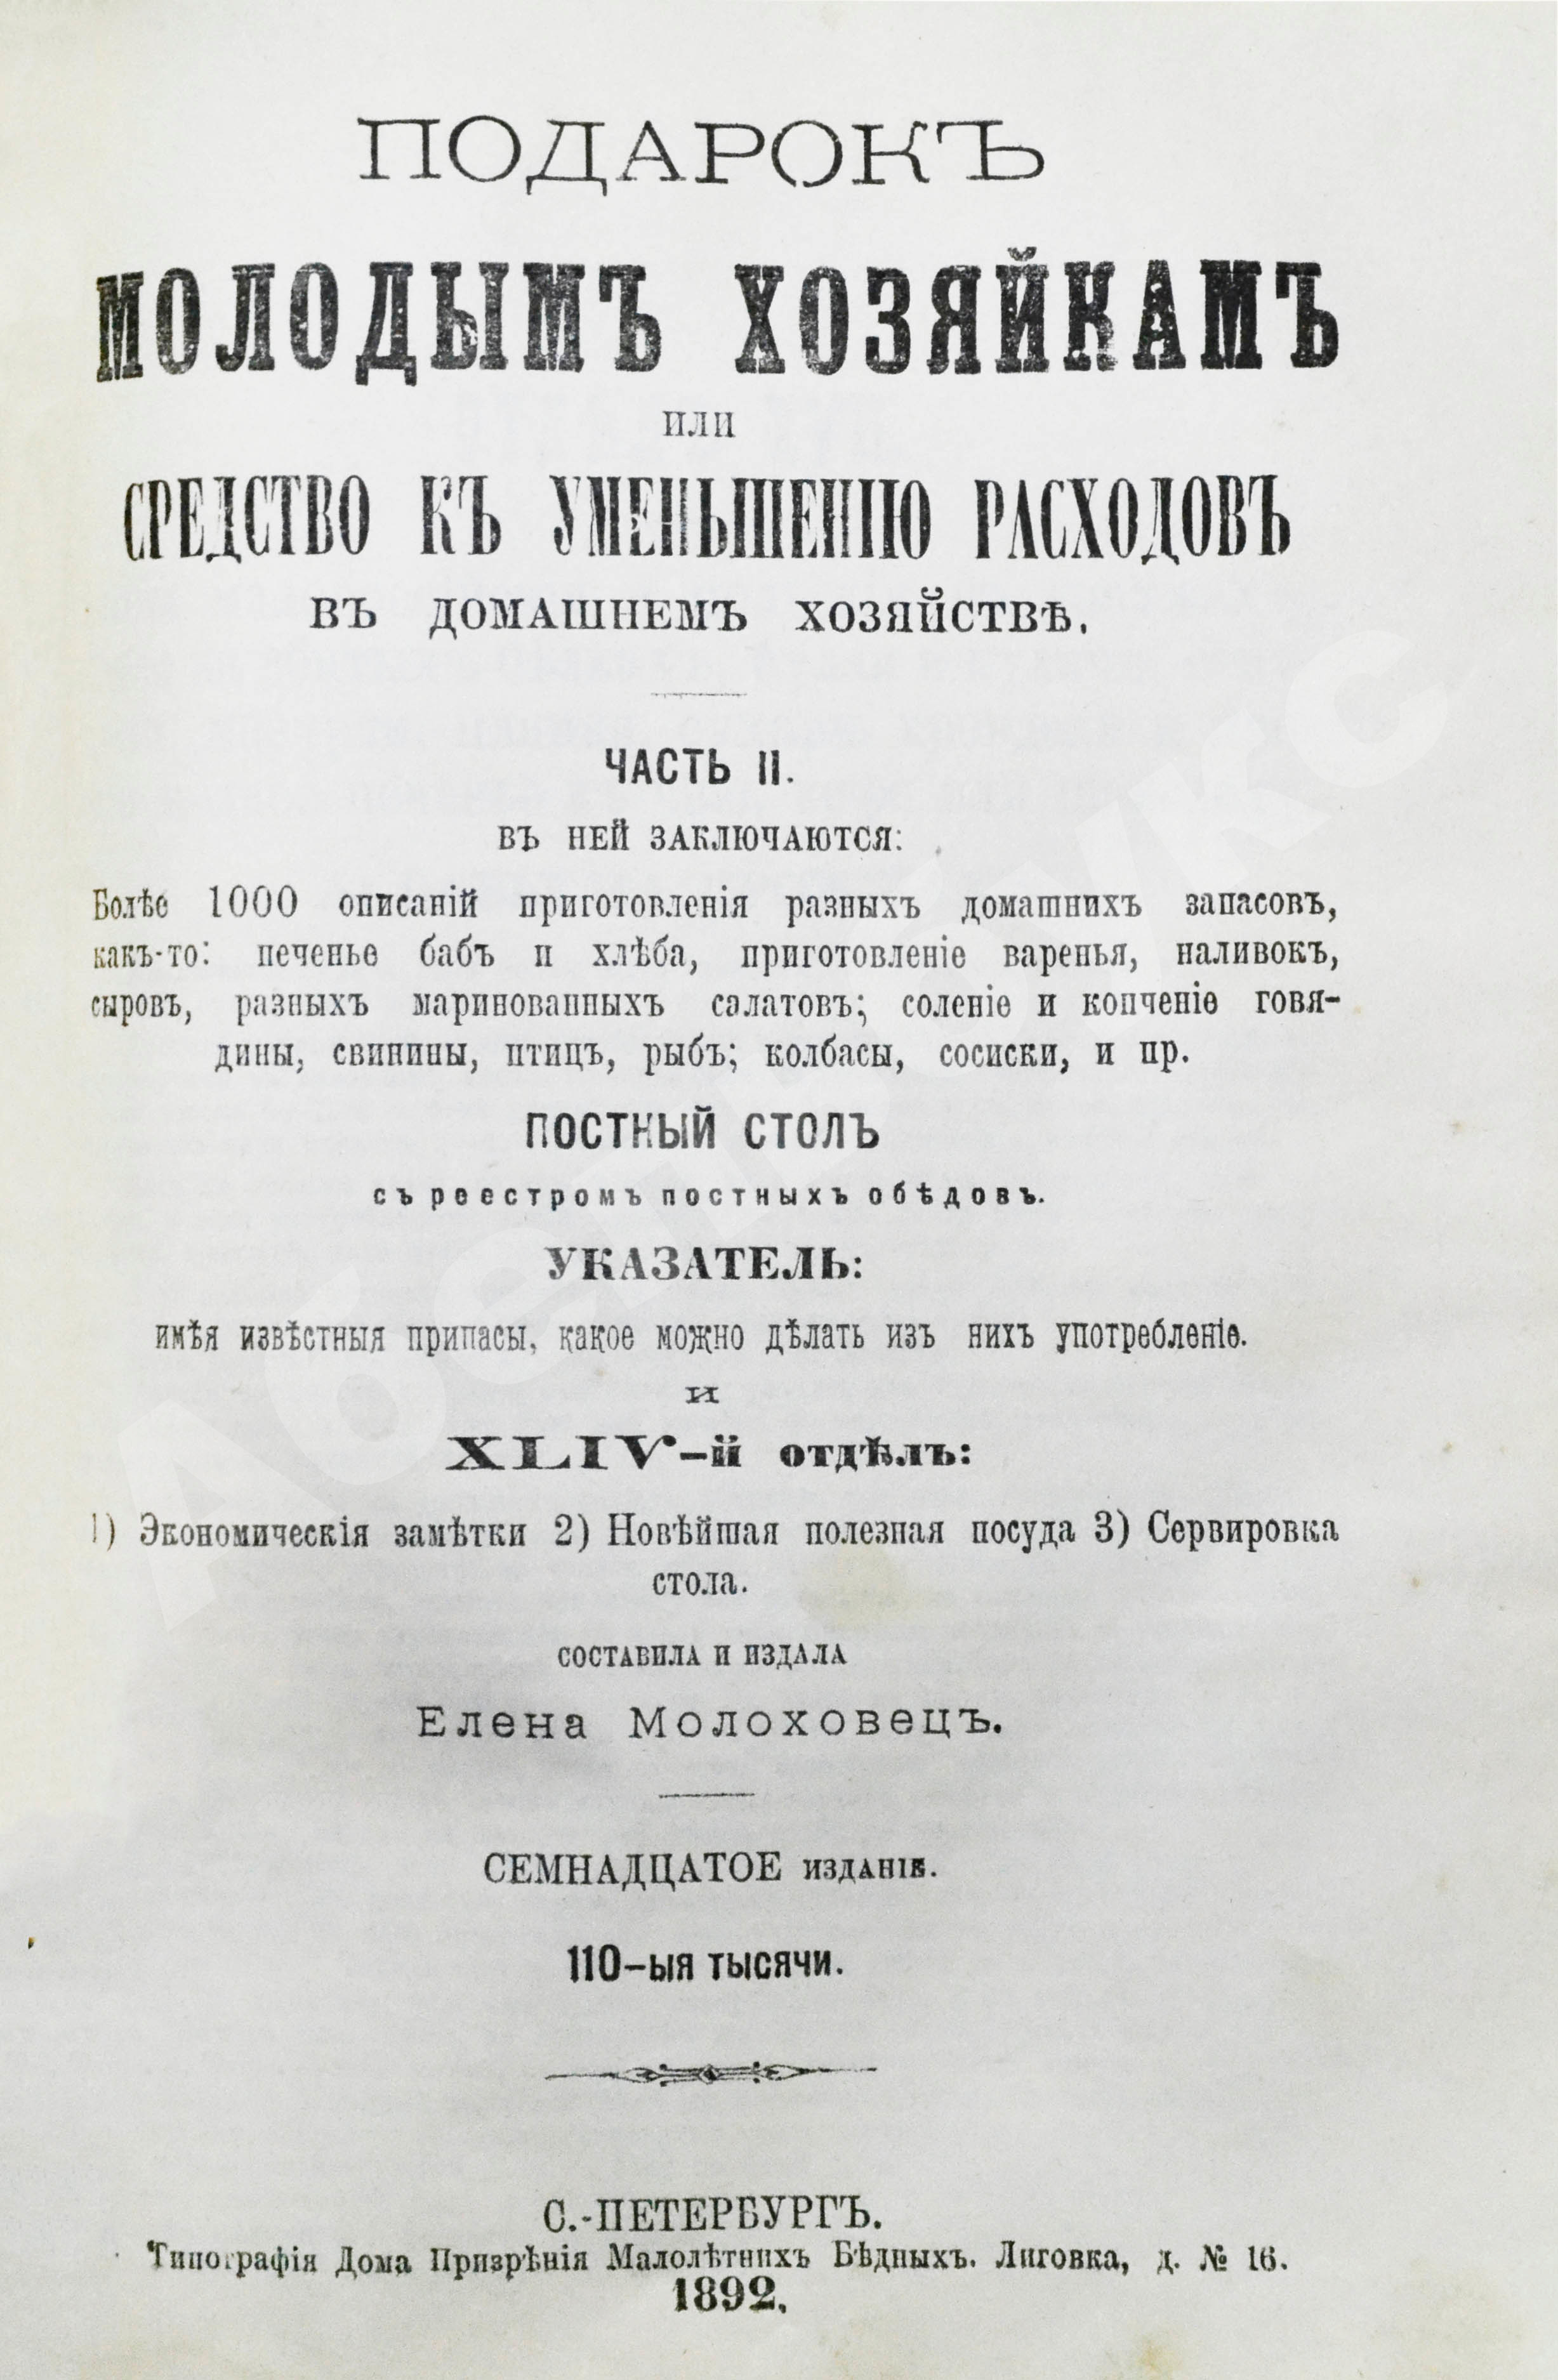 ПОДАРОКЪ
МОЛОДЫМЪ ХОЗЯЙКАМЪ
ИЛИ
СРЕДСТВО КЪ УМЕНЬШЕНІЮ РАСХОДОВЪ
ВЪ ДОМАШНЕМЪ ХОЗЯЙСТВѢ.
ЧАСТЬ II.
ВЪ НЕЙ ЗАКЛЮЧАЮТСЯ:
Болѣе 1000 описаній приготовленія разныхъ домашнихъ запасовъ,
какъ-то: печенье бабъ и хлѣба, приготовленіе варенья, наливокъ,
сыровъ, разныхъ маринованныхъ салатовъ; соленіе и копченіе говя-
дины, свинины, птицъ, рыбъ; колбасы, сосиски, и пр.
ПОСТНЫЙ СТОЛЪ
съ реестромъ постныхъ обѣдовъ.
УКАЗАТЕЛЬ:
имѣя извѣстныя припасы, какое можно дѣлать изъ нихъ употребленіе.
И
XLIV-й отдѣлъ:
1) Экономическія замѣтки 2) Новѣйшая полезная посуда 3) Сервировка
стола.
СОСТАВИЛА И ИЗДАЛА
Елена Молоховецъ.
СЕМНАДЦАТОЕ ИЗДАНІЕ.
110-ыя тысячи.
С.-ПЕТЕРБУРГЪ.
Типографія Дома Призрѣнія Малолѣтнихъ Бѣдныхъ. Лиговка, д. № 16.
1892.